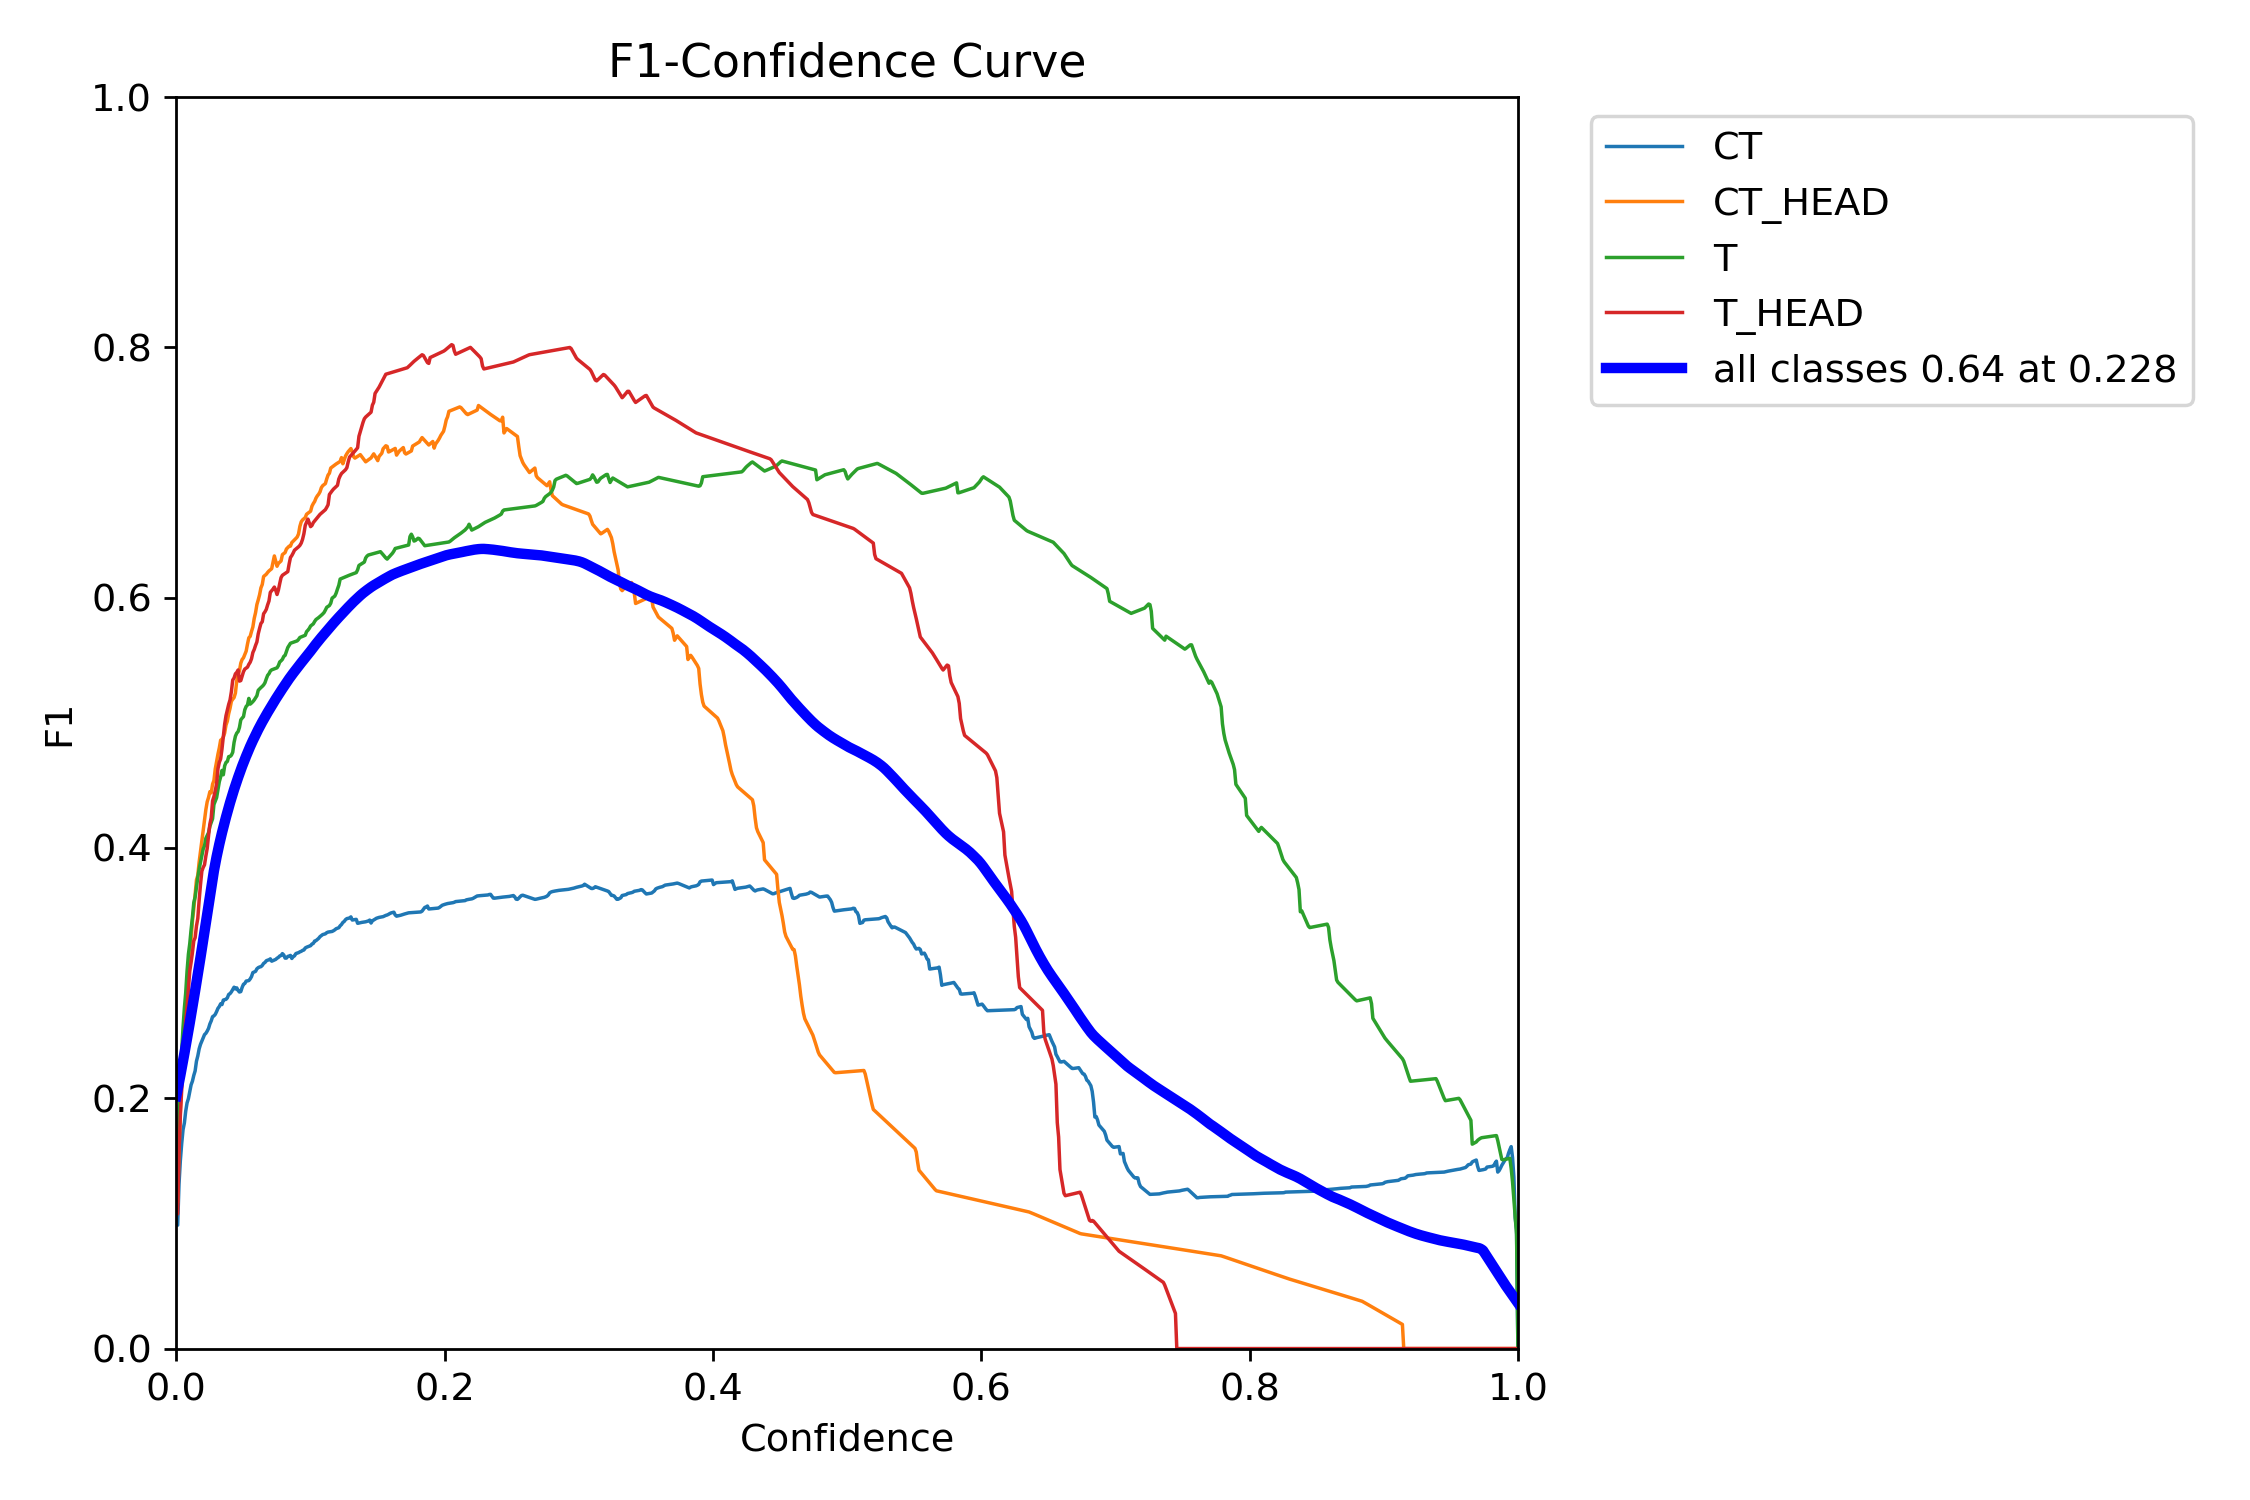 F1-Confidence Curve
1.0
0.8
0.6
0.4
0.2
0.0
F1
0.0 0.2 0.4 0.6 0.8 1.0
Confidence
CT
CT_HEAD
T
T_HEAD
all classes 0.64 at 0.228